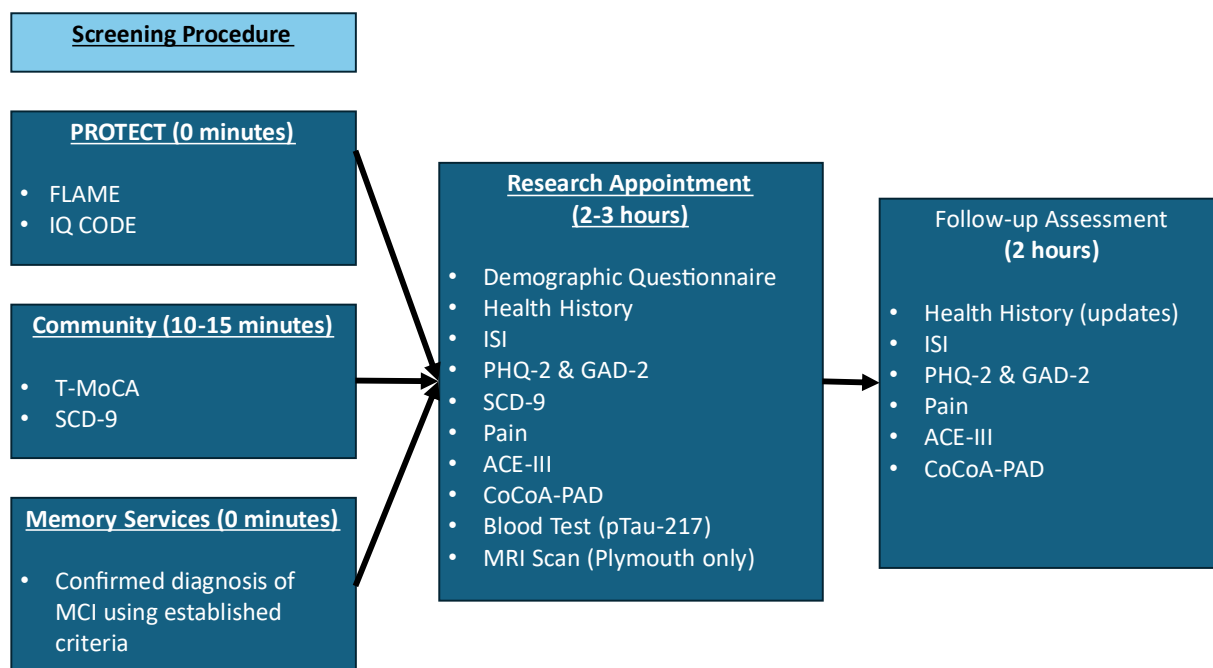 Screening Procedure
PROTECT (0 minutes)
• FLAME
• IQ CODE
Community (10-15 minutes)
• T-MoCA
• SCD-9
Memory Services (0 minutes)
• Confirmed diagnosis of
MCI using established
criteria
Research Appointment
(2-3 hours)
• Demographic Questionnaire
• Health History
• ISI
• PHQ-2 & GAD-2
• SCD-9
• Pain
• ACE-III
• CoCoA-PAD
• Blood Test (pTau-217)
• MRI Scan (Plymouth only)
Follow-up Assessment
(2 hours)
• Health History (updates)
• ISI
• PHQ-2 & GAD-2
• Pain
• ACE-III
• CoCoA-PAD